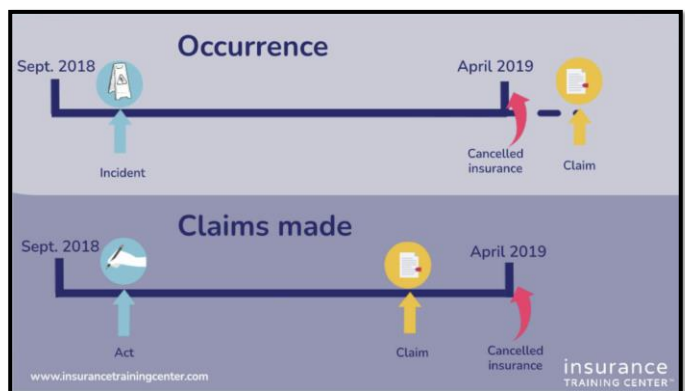 Occurrence
Sept. 2018
April 2019
Incident
Cancelled
insurance
Claim
Claims made
Sept. 2018
April 2019
Act
Claim
Cancelled
insurance
www.insurancetrainingcenter.com
insurance
TRAINING CENTER™